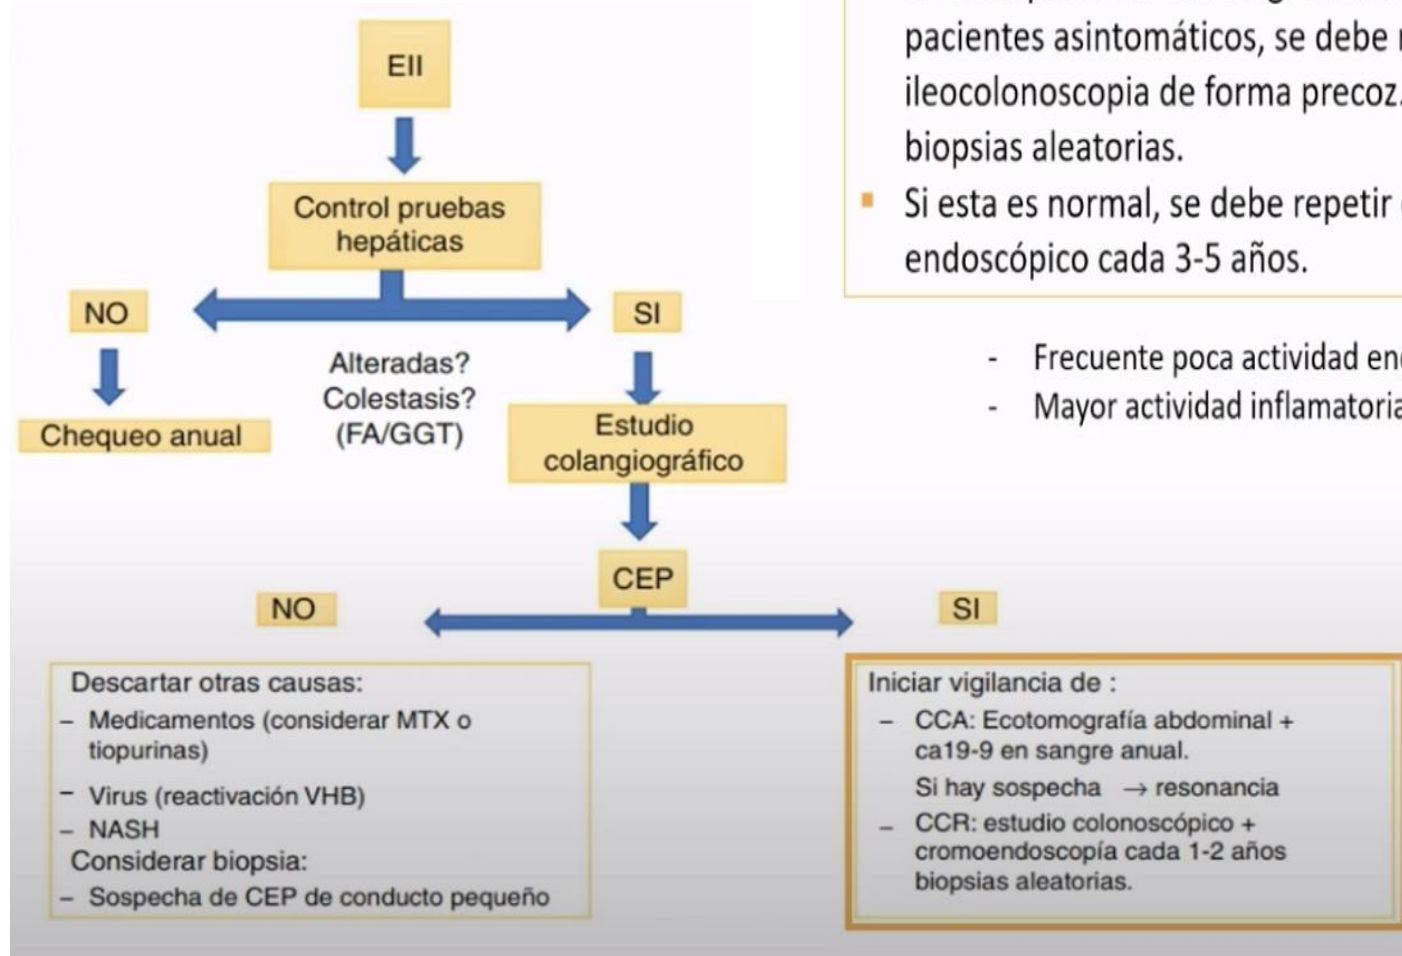 EII
Control pruebas
hepáticas
NO
SI
Alteradas?
Colestasis?
(FA/GGT)
Chequeo anual
Estudio
colangiográfico
CEP
NO
SI
Descartar otras causas:
– Medicamentos (considerar MTX o
tiopurinas)
– Virus (reactivación VHB)
– NASH
Considerar biopsia:
– Sospecha de CEP de conducto pequeño
Iniciar vigilancia de :
– CCA: Ecotomografía abdominal +
ca19-9 en sangre anual.
Si hay sospecha → resonancia
– CCR: estudio colonoscópico +
cromoendoscopía cada 1-2 años
biopsias aleatorias.
pacientes asintomáticos, se debe
ileocolonoscopia de forma precoz.
biopsias aleatorias.
▪ Si esta es normal, se debe repetir
endoscópico cada 3-5 años.
- Frecuente poca actividad
- Mayor actividad inflamatoria